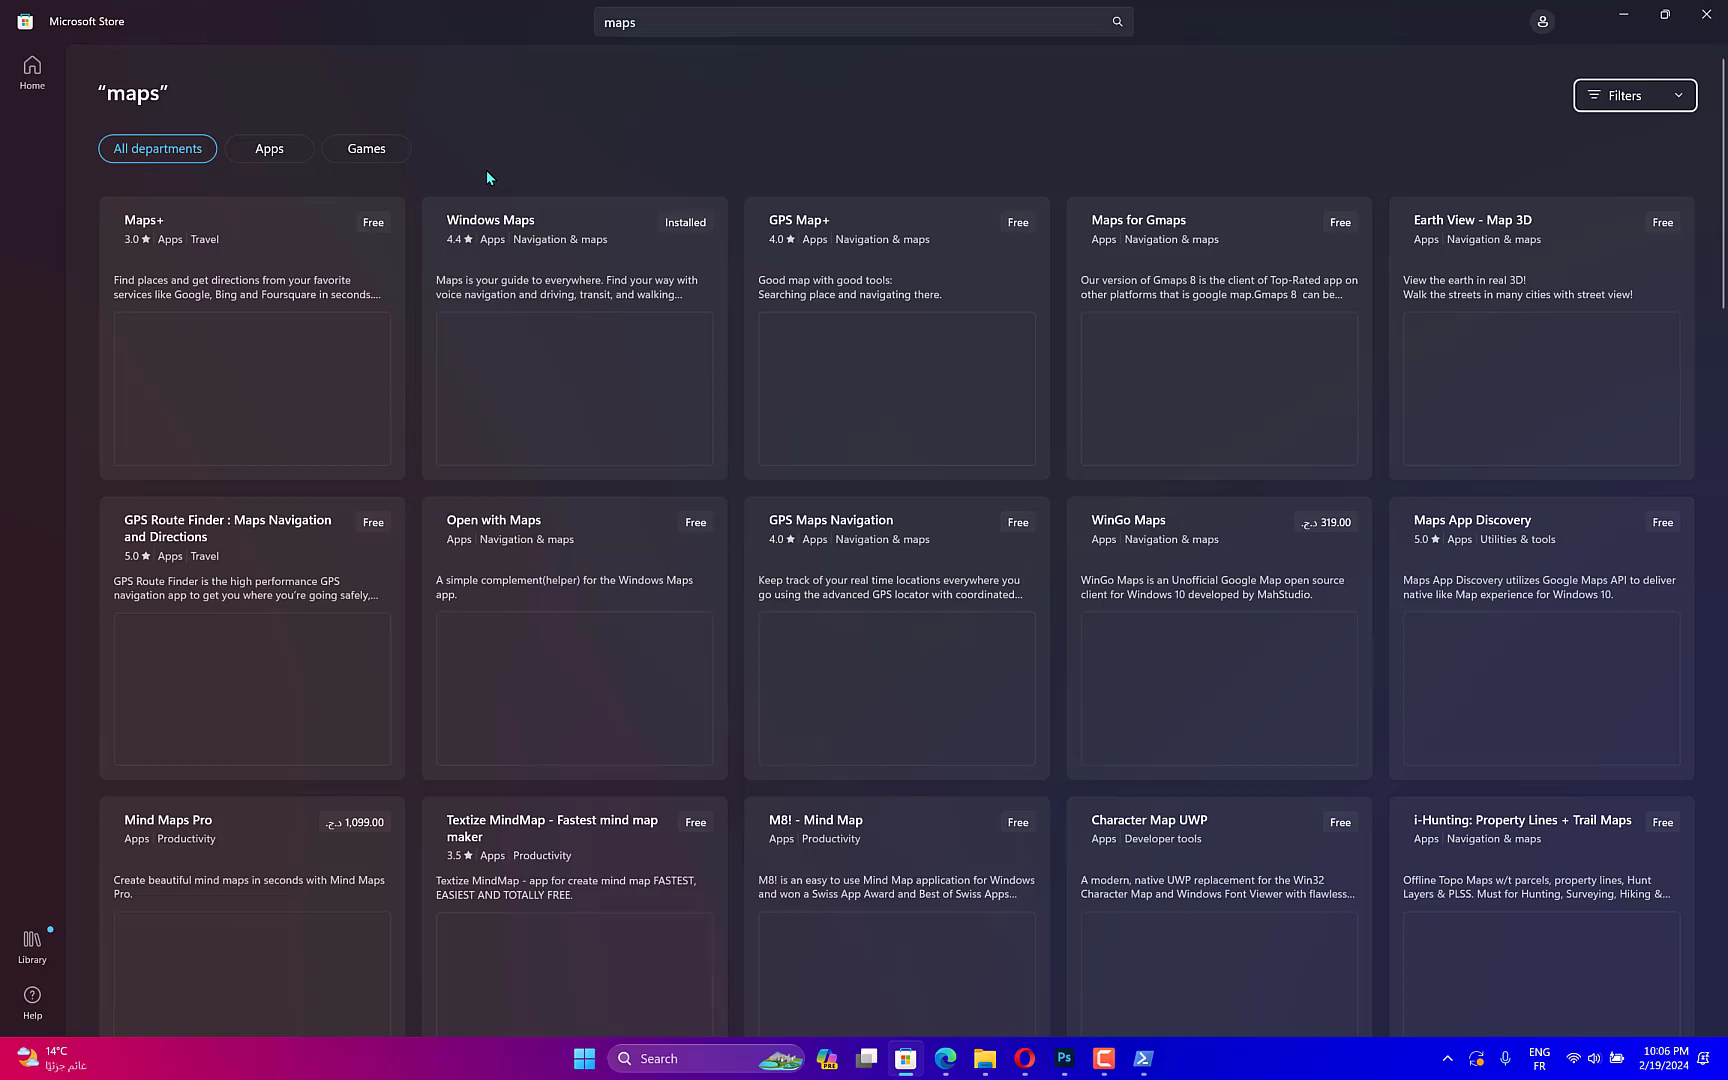 Microsoft Store
maps
Home
“maps”
Filters
All departments
Apps
Games
Maps+
Free
3.0 ★ Apps Travel
Find places and get directions from your favorite
services like Google, Bing and Foursquare in seconds....
Windows Maps
Installed
4.4 ★ Apps Navigation & maps
Maps is your guide to everywhere. Find your way with
voice navigation and driving, transit, and walking...
GPS Map+
Free
4.0 ★ Apps Navigation & maps
Good map with good tools:
Searching place and navigating there.
Maps for Gmaps
Free
Apps Navigation & maps
Our version of Gmaps 8 is the client of Top-Rated app on
other platforms that is google map.Gmaps 8 can be...
Earth View - Map 3D
Free
Apps Navigation & maps
View the earth in real 3D!
Walk the streets in many cities with street view!
GPS Route Finder : Maps Navigation
and Directions
Free
5.0 ★ Apps Travel
GPS Route Finder is the high performance GPS
navigation app to get you where you’re going safely,...
Open with Maps
Free
Apps Navigation & maps
A simple complement(helper) for the Windows Maps
app.
GPS Maps Navigation
Free
4.0 ★ Apps Navigation & maps
Keep track of your real time locations everywhere you
go using the advanced GPS locator with coordinated...
WinGo Maps
د.ج.‏ 319.00
Apps Navigation & maps
WinGo Maps is an Unofficial Google Map open source
client for Windows 10 developed by MahStudio.
Maps App Discovery
Free
5.0 ★ Apps Utilities & tools
Maps App Discovery utilizes Google Maps API to deliver
native like Map experience for Windows 10.
Mind Maps Pro
د.ج.‏ 1,099.00
Apps Productivity
Create beautiful mind maps in seconds with Mind Maps
Pro.
Textize MindMap - Fastest mind map
maker
Free
3.5 ★ Apps Productivity
Textize MindMap - app for create mind map FASTEST,
EASIEST AND TOTALLY FREE.
M8! - Mind Map
Free
Apps Productivity
M8! is an easy to use Mind Map application for Windows
and won a Swiss App Award and Best of Swiss Apps...
Character Map UWP
Free
Apps Developer tools
A modern, native UWP replacement for the Win32
Character Map and Windows Font Viewer with flawless...
i-Hunting: Property Lines + Trail Maps
Free
Apps Navigation & maps
Offline Topo Maps w/t parcels, property lines, Hunt
Layers & PLSS. Must for Hunting, Surveying, Hiking &...
Library
Help
14°C
غائم جزئيًا
Search
PRE
Ps
ENG
FR
10:06 PM
2/19/2024